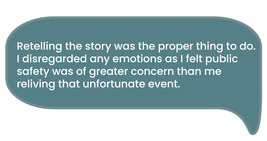 Retelling the story was the proper thing to do.
I disregarded any emotions as I felt public
safety was of greater concern than me
reliving that unfortunate event.